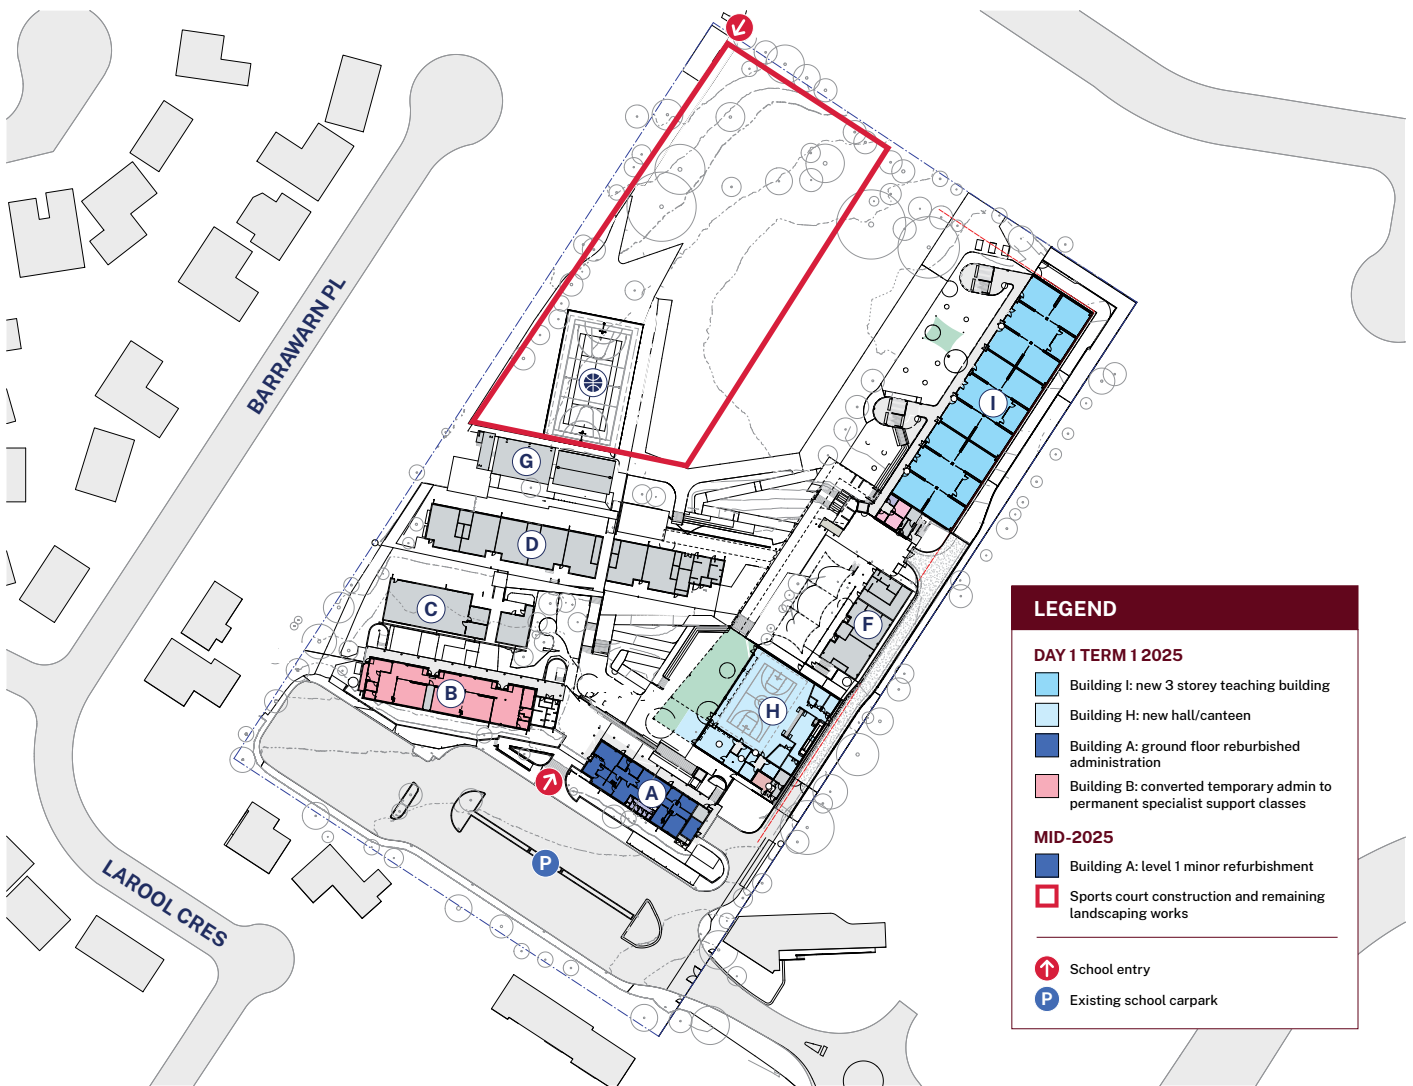 BARRAWARN PL
LAROOL CRES
G
D
C
B
A
H
F
I
P
LEGEND
DAY 1 TERM 1 2025
Building I: new 3 storey teaching building
Building H: new hall/canteen
Building A: ground floor reburbished
administration
Building B: converted temporary admin to
permanent specialist support classes
MID-2025
Building A: level 1 minor refurbishment
Sports court construction and remaining
landscaping works
School entry
P
Existing school carpark